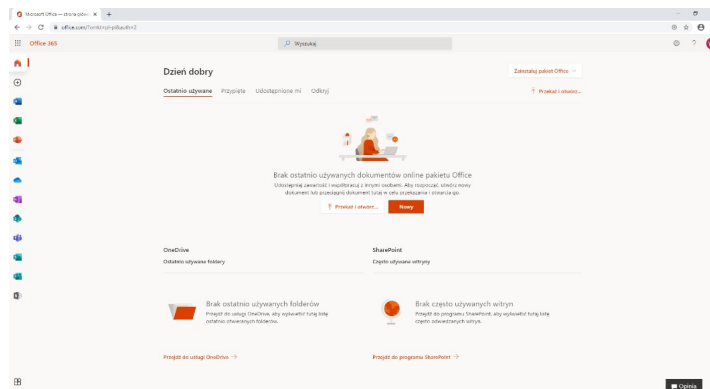 Microsoft Office — strona głów
office.com/?omkt=pl-pl&auth=2
Office 365
Wyszukaj
Dzień dobry
Zainstaluj pakiet Office
Ostatnio używane Przypięte Udostępnione mi Odkryj
Przekaż i otwórz...
Brak ostatnio używanych dokumentów online pakietu Office
Udostępniaj zawartość i współpracuj z innymi osobami. Aby rozpocząć, utwórz nowy
dokument lub przeciągnij dokument tutaj w celu przekazania i otwarcia go.
Przekaż i otwórz... Nowy
OneDrive
Ostatnio używane foldery
SharePoint
Często używane witryny
Brak ostatnio używanych folderów
Przejdź do usługi OneDrive, aby wyświetlić tutaj listę
ostatnio otwieranych folderów.
Brak często używanych witryn
Przejdź do programu SharePoint, aby wyświetlić tutaj listę
często odwiedzanych witryn.
Przejdź do usługi OneDrive →
Przejdź do programu SharePoint →
Opinia